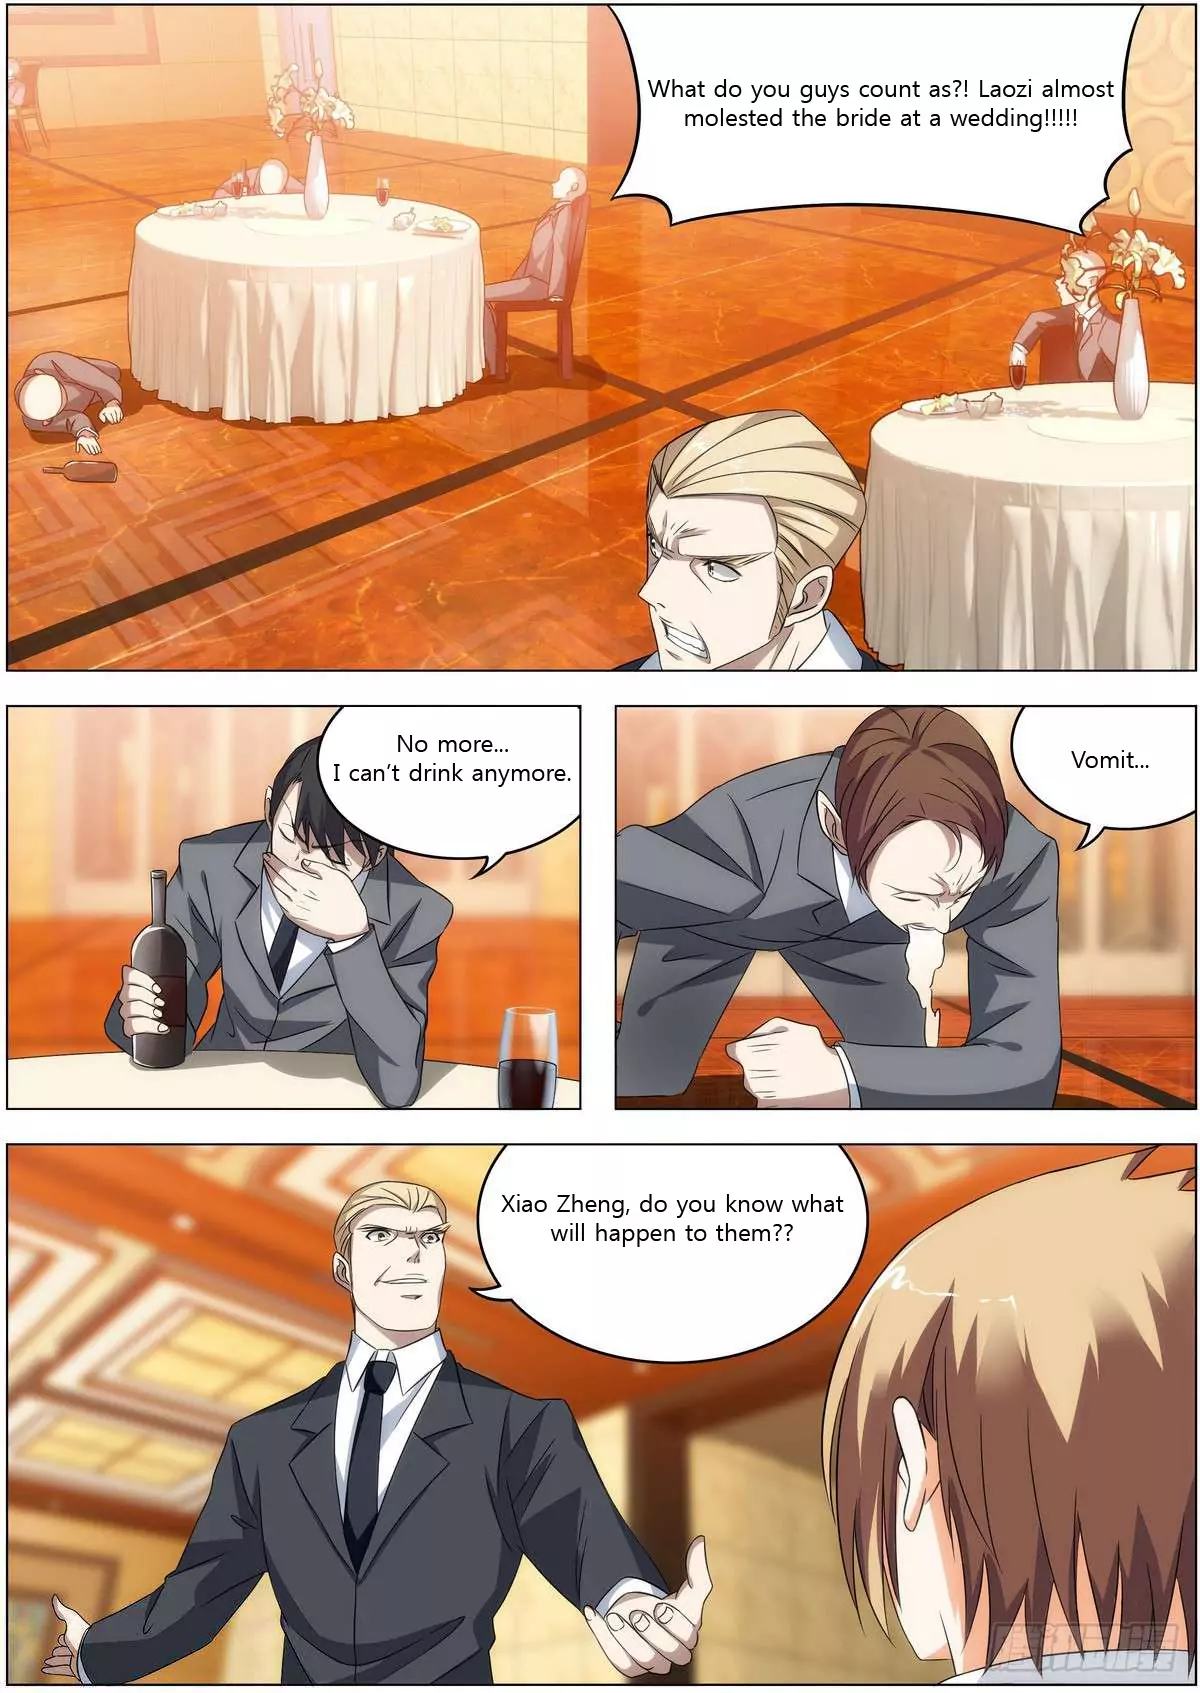 What do you guys count as?! Laozi almost
molested the bride at a wedding!!!!!
No more...
I can't drink anymore.
Vomit...
Xiao Zheng, do you know what
will happen to them??